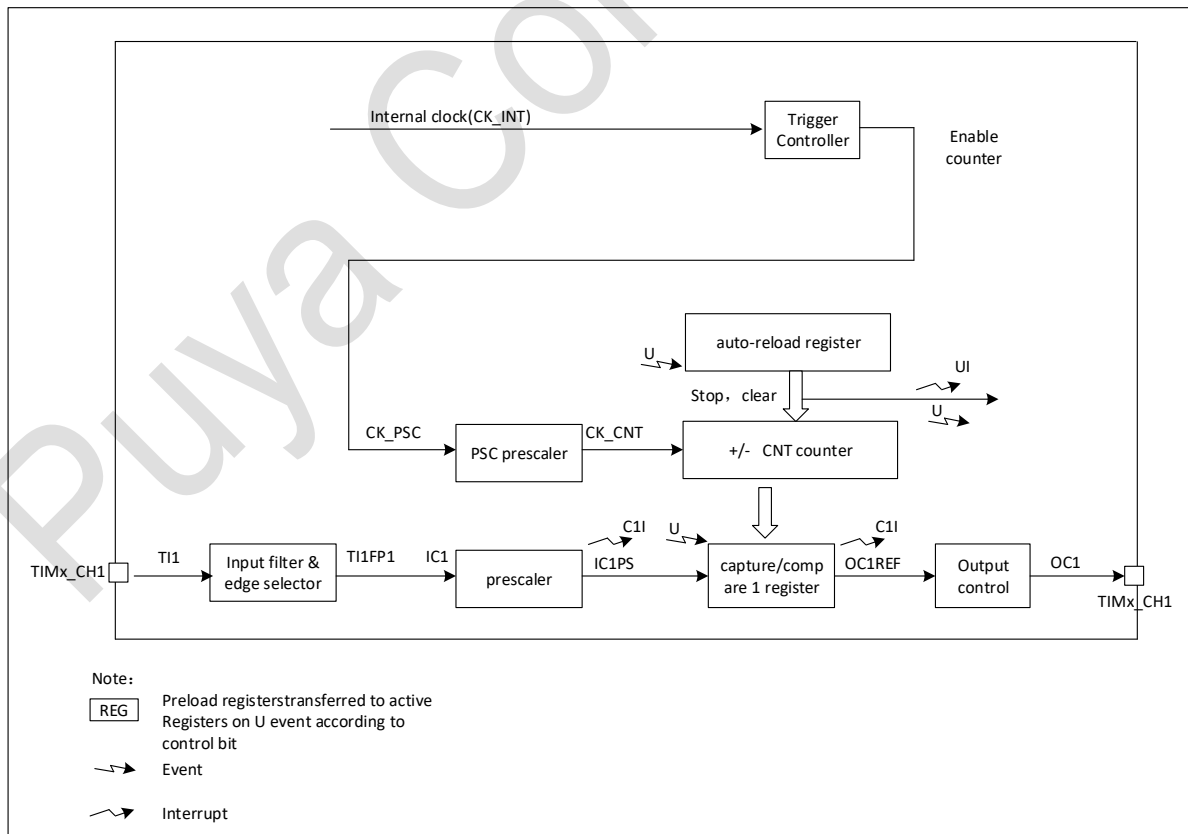 Puya Con
Internal clock(CK_INT)
Trigger
Controller
Enable
counter
auto-reload register
U
UI
Stop，clear
U
CK_PSC
CK_CNT
PSC prescaler
+/-   CNT counter
C1I
U
C1I
TI1
TI1FP1
IC1
IC1PS
OC1REF
OC1
TIMx_CH1
Input filter &
edge selector
prescaler
capture/comp
are 1 register
Output
control
TIMx_CH1
Note：
REG
Preload registerstransferred to active
Registers on U event according to
control bit
Event
Interrupt